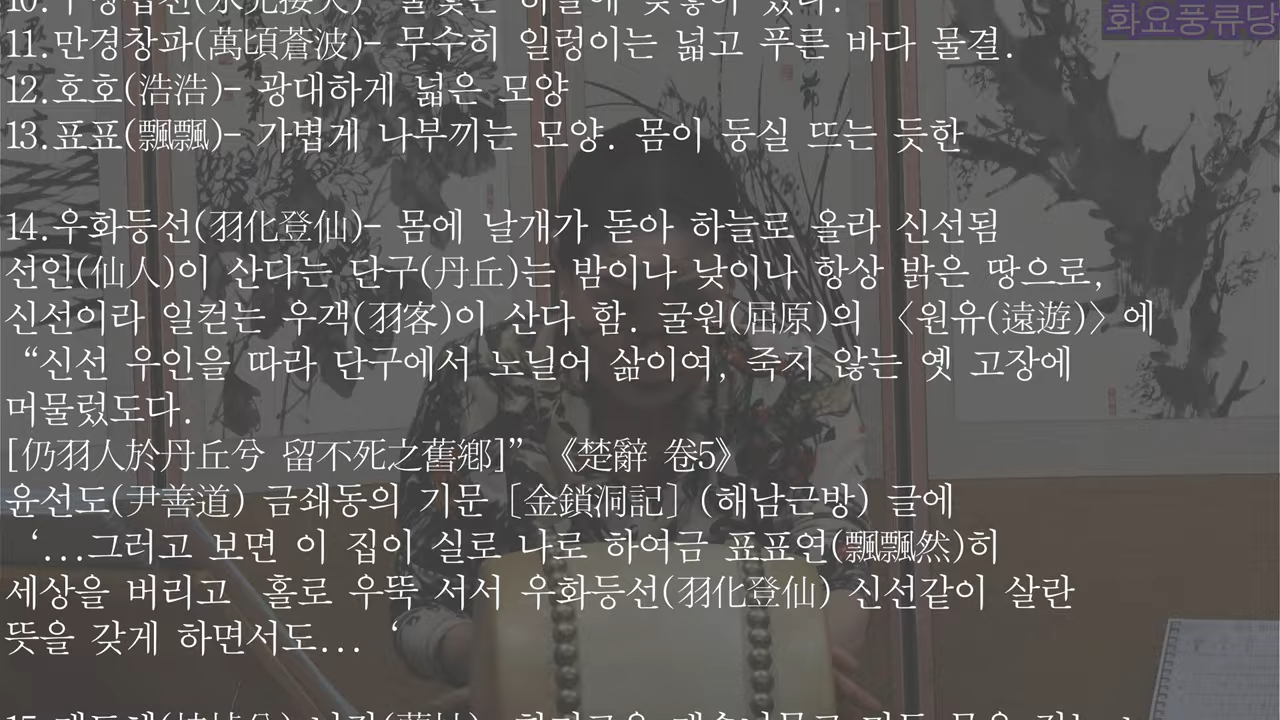 화요풍류당
11.만경창파(萬頃蒼波)- 무수히 일렁이는 넓고 푸른 바다 물결.
12.호호(浩浩)- 광대하게 넓은 모양
13.표표(飄飄)- 가볍게 나부끼는 모양. 몸이 둥실 뜨는 듯한
14.우화등선(羽化登仙)- 몸에 날개가 돋아 하늘로 올라 신선됨
선인(仙人)이 산다는 단구(丹丘)는 밤이나 낮이나 항상 밝은 땅으로,
신선이라 일컫는 우객(羽客)이 산다 함. 굴원(屈原)의 〈원유(遠遊)〉에
“신선 우인을 따라 단구에서 노닐어 삶이여, 죽지 않는 옛 고장에
머물렀도다.
[仍羽人於丹丘兮 留不死之舊鄕]” 《楚辭 卷5》
윤선도(尹善道) 금쇄동의 기문［金鎖洞記］(해남근방) 글에
‘...그러고 보면 이 집이 실로 나로 하여금 표표연(飄飄然)히
세상을 버리고 홀로 우뚝 서서 우화등선(羽化登仙) 신선같이 살란
뜻을 갖게 하면서도... ‘